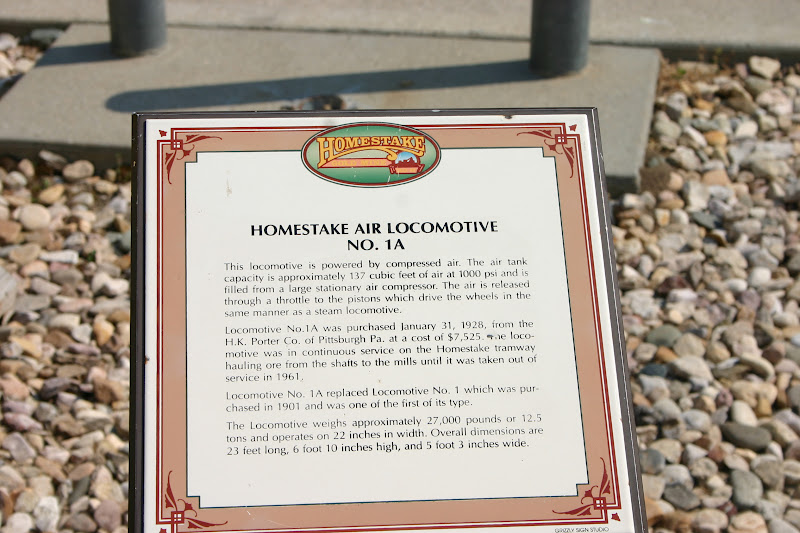 HOMESTAKE
HOMESTAKE AIR LOCOMOTIVE
NO. 1A
This locomotive is powered by compressed air. The air tank
capacity is approximately 137 cubic feet of air at 1000 psi and is
filled from a large stationary air compressor. The air is released
through a throttle to the pistons which drive the wheels in the
same manner as a steam locomotive.
Locomotive No.1A was purchased January 31, 1928, from the
H.K. Porter Co. of Pittsburgh Pa. at a cost of $7,525. The loco-
motive was in continuous service on the Homestake tramway
hauling ore from the shafts to the mills until it was taken out of
service in 1961.
Locomotive No. 1A replaced Locomotive No. 1 which was pur-
chased in 1901 and was one of the first of its type.
The Locomotive weighs approximately 27,000 pounds or 12.5
tons and operates on 22 inches in width. Overall dimensions are
23 feet long, 6 foot 10 inches high, and 5 foot 3 inches wide.
GRIZZLY SIGN STUDIO